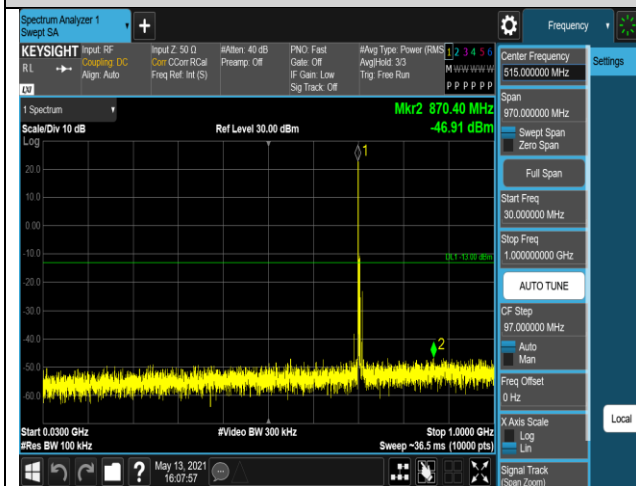 Spectrum Analyzer 1
Swept SA
+
Frequency
KEYSIGHT
RL
LXI
Input: RF
Coupling: DC
Align: Auto
Input Z: 50 Ω
Corr CCorr RCal
Freq Ref: Int (S)
#Atten: 40 dB
Preamp: Off
PNO: Fast
Gate: Off
IF Gain: Low
Sig Track: Off
#Avg Type: Power (RMS
Avg|Hold: 3/3
Trig: Free Run
1 2 3 4 5 6
M W W W W W
P P P P P P
1 Spectrum
Mkr2 870.40 MHz
Scale/Div 10 dB
Ref Level 30.00 dBm
-46.91 dBm
Log
1
20.0
10.0
0.00
-10.0
DL1 -13.00 dBm
-20.0
-30.0
-40.0
2
-50.0
-60.0
Start 0.0300 GHz
#Video BW 300 kHz
Stop 1.0000 GHz
#Res BW 100 kHz
Sweep ~36.5 ms (10000 pts)
?
May 13, 2021
16:07:57
Center Frequency
515.000000 MHz
Span
970.000000 MHz
Swept Span
Zero Span
Full Span
Start Freq
30.000000 MHz
Stop Freq
1.000000000 GHz
AUTO TUNE
CF Step
97.000000 MHz
Auto
Man
Freq Offset
0 Hz
X Axis Scale
Log
Lin
Signal Track
(Span Zoom)
Settings
Local